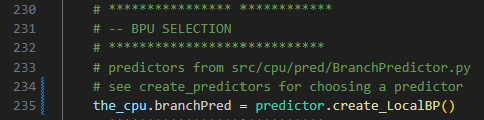 230 # **************** ************
231 # -- BPU SELECTION
232 # ****************************
233 # predictors from src/cpu/pred/BranchPredictor.py
234 # see create_predictors for choosing a predictor
235 the_cpu.branchPred = predictor.create_LocalBP()